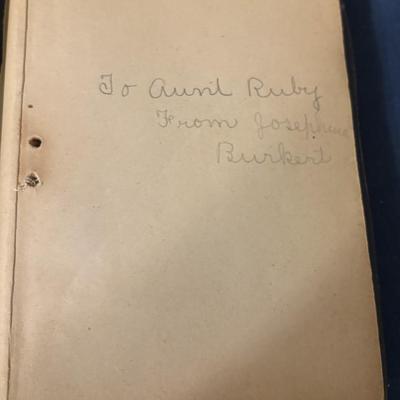 To Aunt Ruby
From Josephine
Burkert